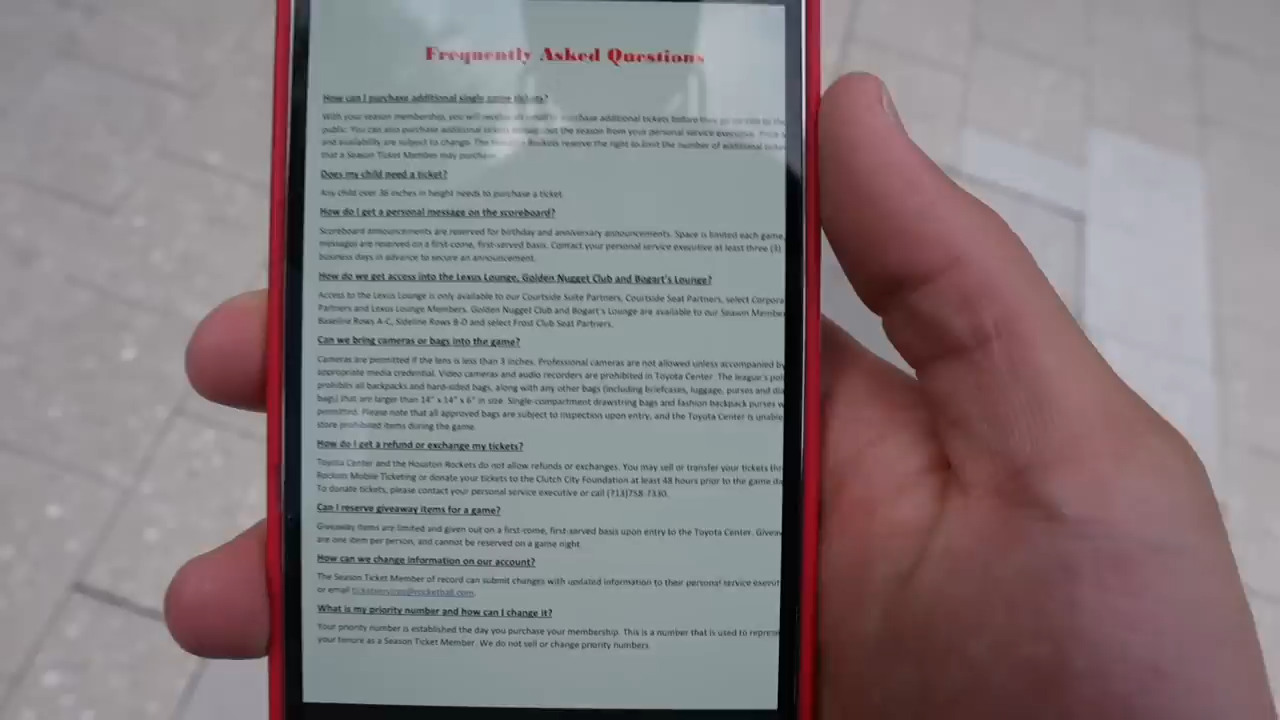 Frequently Asked Questions
How can I purchase additional single game tickets?
With your season membership, you will receive an email to purchase additional tickets before they go on sale to the
public. You can also purchase additional tickets throughout the season from your personal service executive. Price
and availability are subject to change. The Houston Rockets reserve the right to limit the number of additional
that a Season Ticket Member may purchase.
Does my child need a ticket?
Any child over 36 inches in height needs to purchase a ticket.
How do I get a personal message on the scoreboard?
Scoreboard announcements are reserved for birthday and anniversary announcements. Space is limited each game,
messages are reserved on a first-come, first-served basis. Contact your personal service executive at least three (3)
business days in advance to secure an announcement.
How do we get access into the Lexus Lounge, Golden Nugget Club and Bogart's Lounge?
Access to the Lexus Lounge is only available to our Courtside Suite Partners, Courtside Seat Partners, select Corpora
Partners and Lexus Lounge Members. Golden Nugget Club and Bogart's Lounge are available to our Season Membe
Baseline Rows A-C, Sideline Rows B-D and select Frost Club Seat Partners.
Can we bring cameras or bags into the game?
Cameras are permitted if the lens is less than 3 inches. Professional cameras are not allowed unless accompanied by
appropriate media credential. Video cameras and audio recorders are prohibited in Toyota Center. The league's pol
prohibits all backpacks and hard-sided bags, along with any other bags (including briefcases, luggage, purses and dia
bags) that are larger than 14" x 14" x 6" in size. Single-compartment drawstring bags and fashion backpack purses w
permitted. Please note that all approved bags are subject to inspection upon entry, and the Toyota Center is unable
store prohibited items during the game.
How do I get a refund or exchange my tickets?
Toyota Center and the Houston Rockets do not allow refunds or exchanges. You may sell or transfer your tickets thr
Rockets Mobile Ticketing or donate your tickets to the Clutch City Foundation at least 48 hours prior to the game da
To donate tickets, please contact your personal service executive or call (713)758-7330.
Can I reserve giveaway items for a game?
Giveaway items are limited and given out on a first-come, first-served basis upon entry to the Toyota Center. Givea
are one item per person, and cannot be reserved on a game night.
How can we change information on our account?
The Season Ticket Member of record can submit changes with updated information to their personal service execut
or email ticketservices@rocketball.com.
What is my priority number and how can I change it?
Your priority number is established the day you purchase your membership. This is a number that is used to represe
your tenure as a Season Ticket Member. We do not sell or change priority numbers.